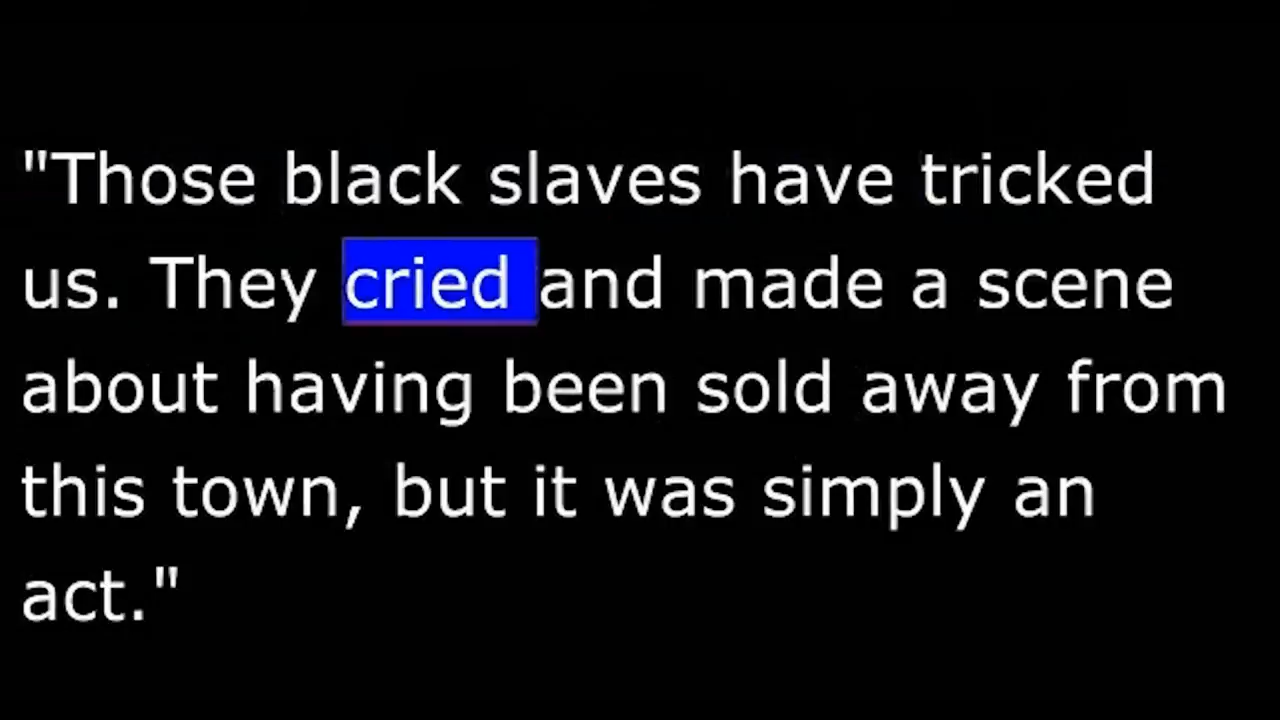 "Those black slaves have tricked
us. They cried and made a scene
about having been sold away from
this town, but it was simply an
act."